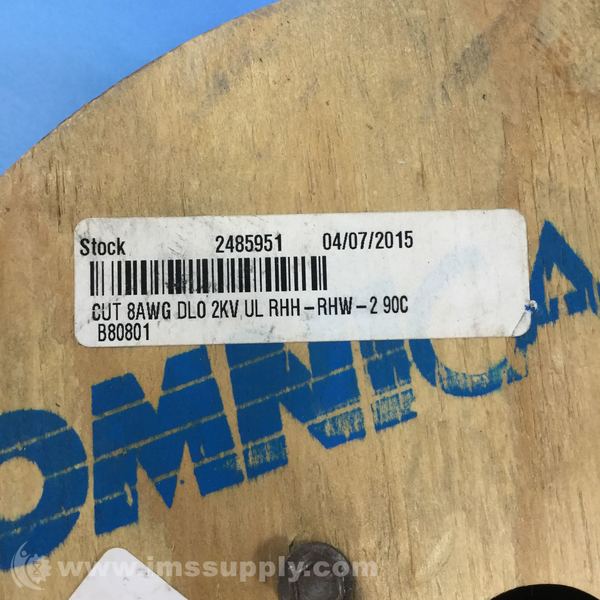 Stock 2485951 04/07/2015
CUT 8AWG DLO 2KV UL RHH-RHW-2 90C
B80801
OMNICA
ims
www.imssupply.com